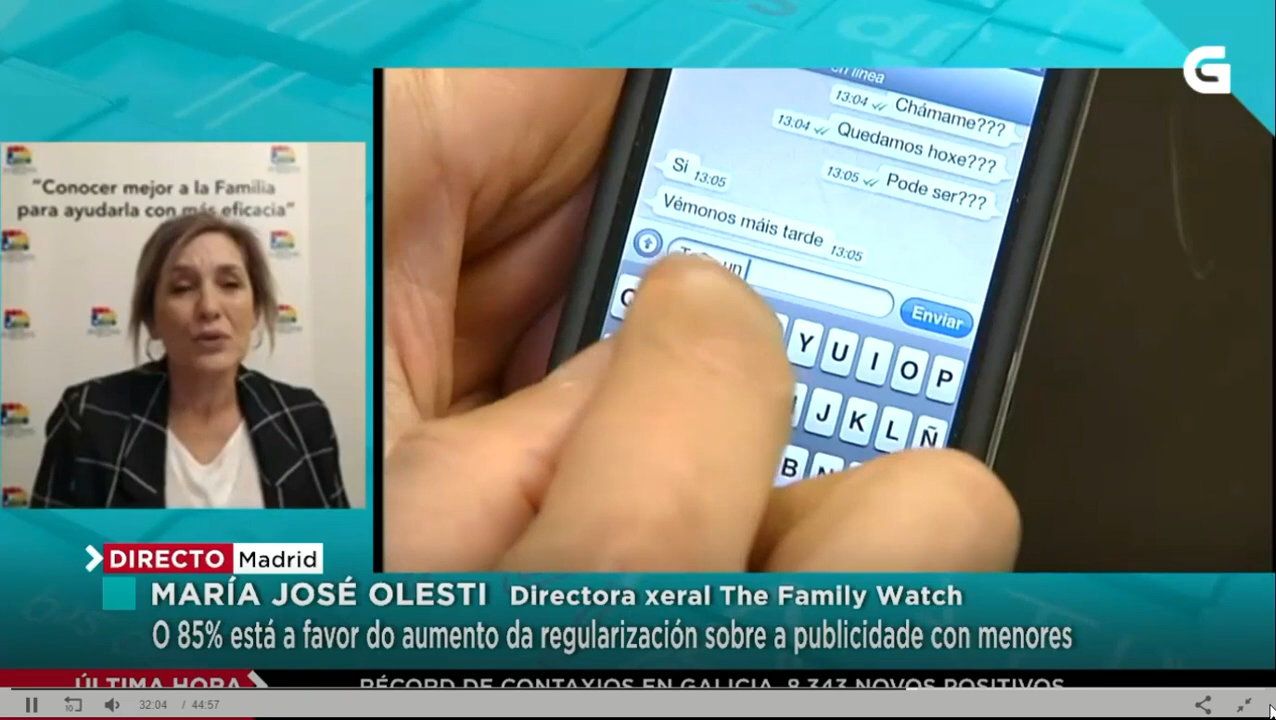 G
"Conocer mejor a la Familia
para ayudarla con más eficacia"
en línea
13:04 Chámame???
13:04 Quedamos hoxe???
Si 13:05
13:05 Pode ser???
Vémonos máis tarde 13:05
un
Enviar
Y U I O P
J K L Ñ
B N
DIRECTO Madrid
MARÍA JOSÉ OLESTI Directora xeral The Family Watch
O 85% está a favor do aumento da regularización sobre a publicidade con menores
ÚLTIMA HORA RÉCORD DE CONTAXIOS EN GALICIA, 8.343 NOVOS POSITIVOS
10 32:04 / 44:57